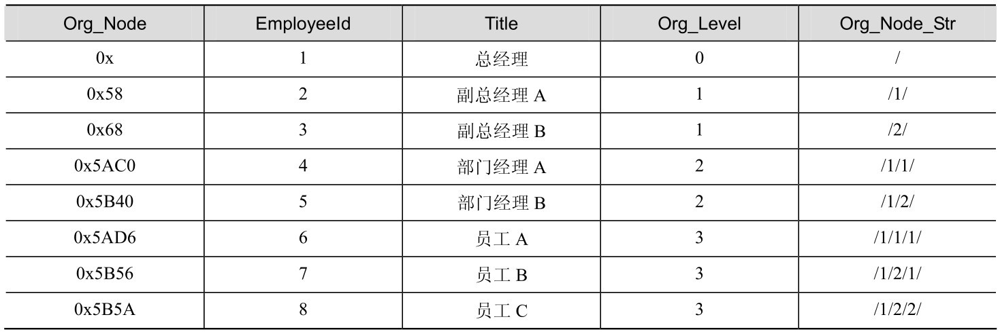 Org_Node EmployeeId Title Org_Level Org_Node_Str
0x 1 总经理 0 /
0x58 2 副总经理 A 1 /1/
0x68 3 副总经理 B 1 /2/
0x5AC0 4 部门经理 A 2 /1/1/
0x5B40 5 部门经理 B 2 /1/2/
0x5AD6 6 员工 A 3 /1/1/1/
0x5B56 7 员工 B 3 /1/2/1/
0x5B5A 8 员工 C 3 /1/2/2/